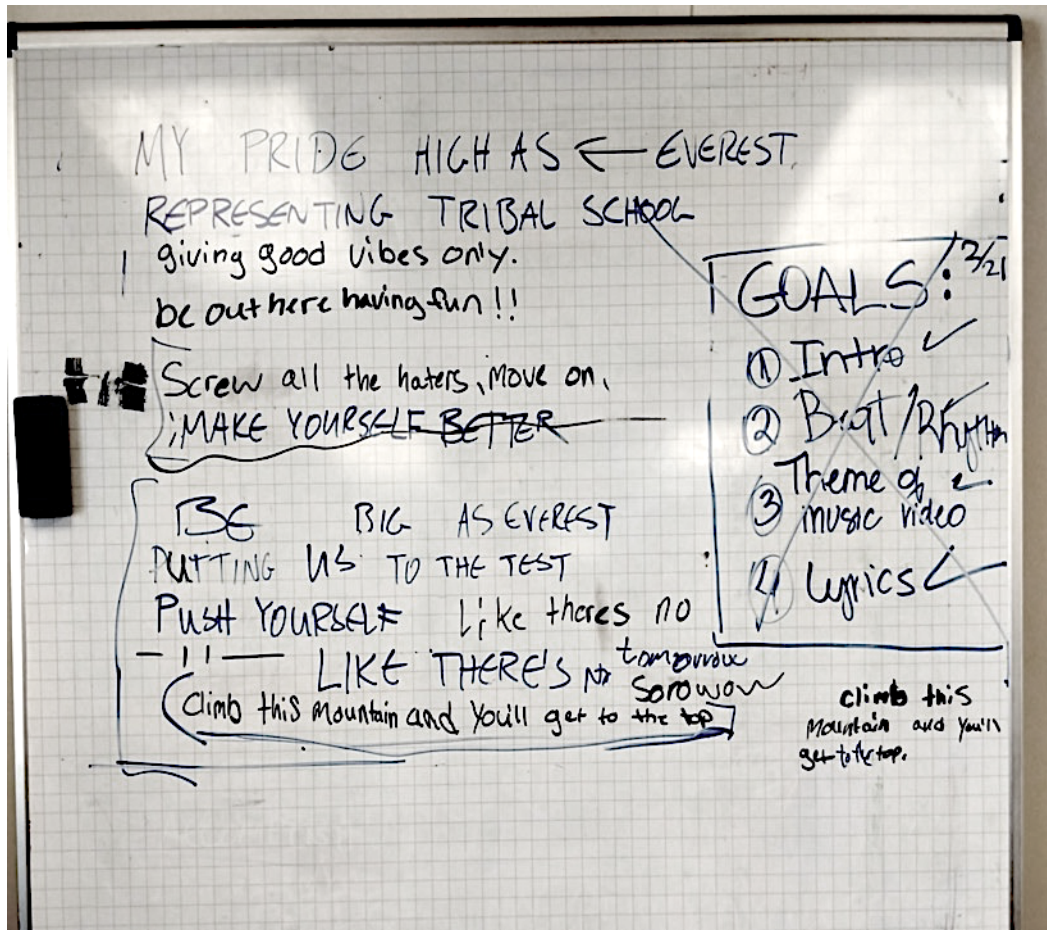 MY PRIDE HIGH AS ← EVEREST
REPRESENTING TRIBAL SCHOOL
giving good vibes only.
be out here having fun !!
Screw all the haters, move on,
MAKE YOURSELF BETTER
BE BIG AS EVEREST
PUTTING US TO THE TEST
PUSH YOURSELF like theres no
tomorrow
— 11 — LIKE THERE'S no
sorowow
Climb this mountain and you'll get to the top
GOALS: 2/21
① Intro ✓
② Beat / Rhythm ✓
③ Theme of ✓
music video
④ Lyrics ✓
climb this
mountain and you'll
get to the top.